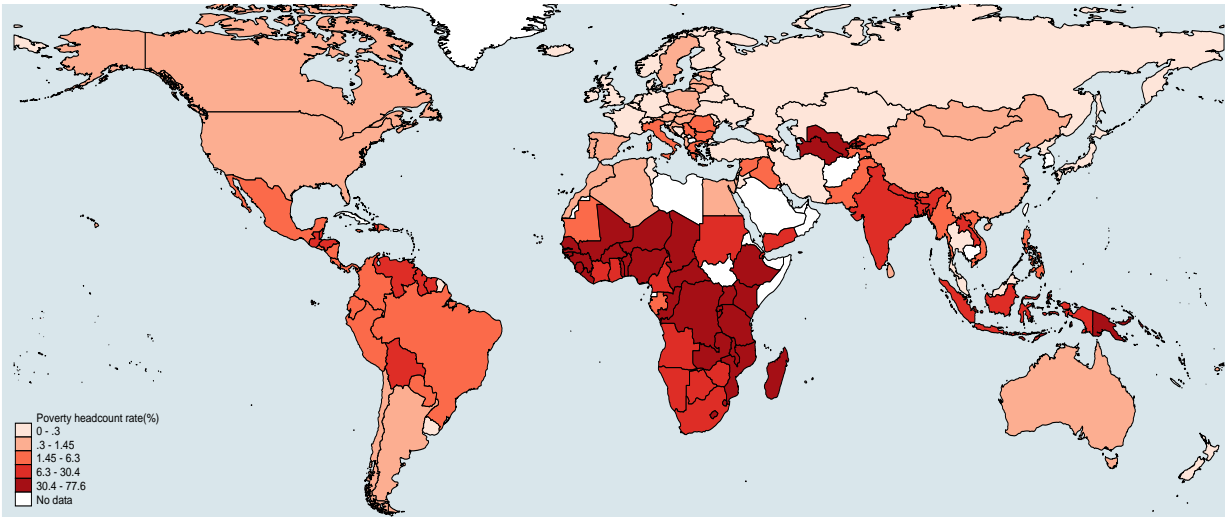 Poverty headcount rate(%)
0 - .3
.3 - 1.45
1.45 - 6.3
6.3 - 30.4
30.4 - 77.6
No data